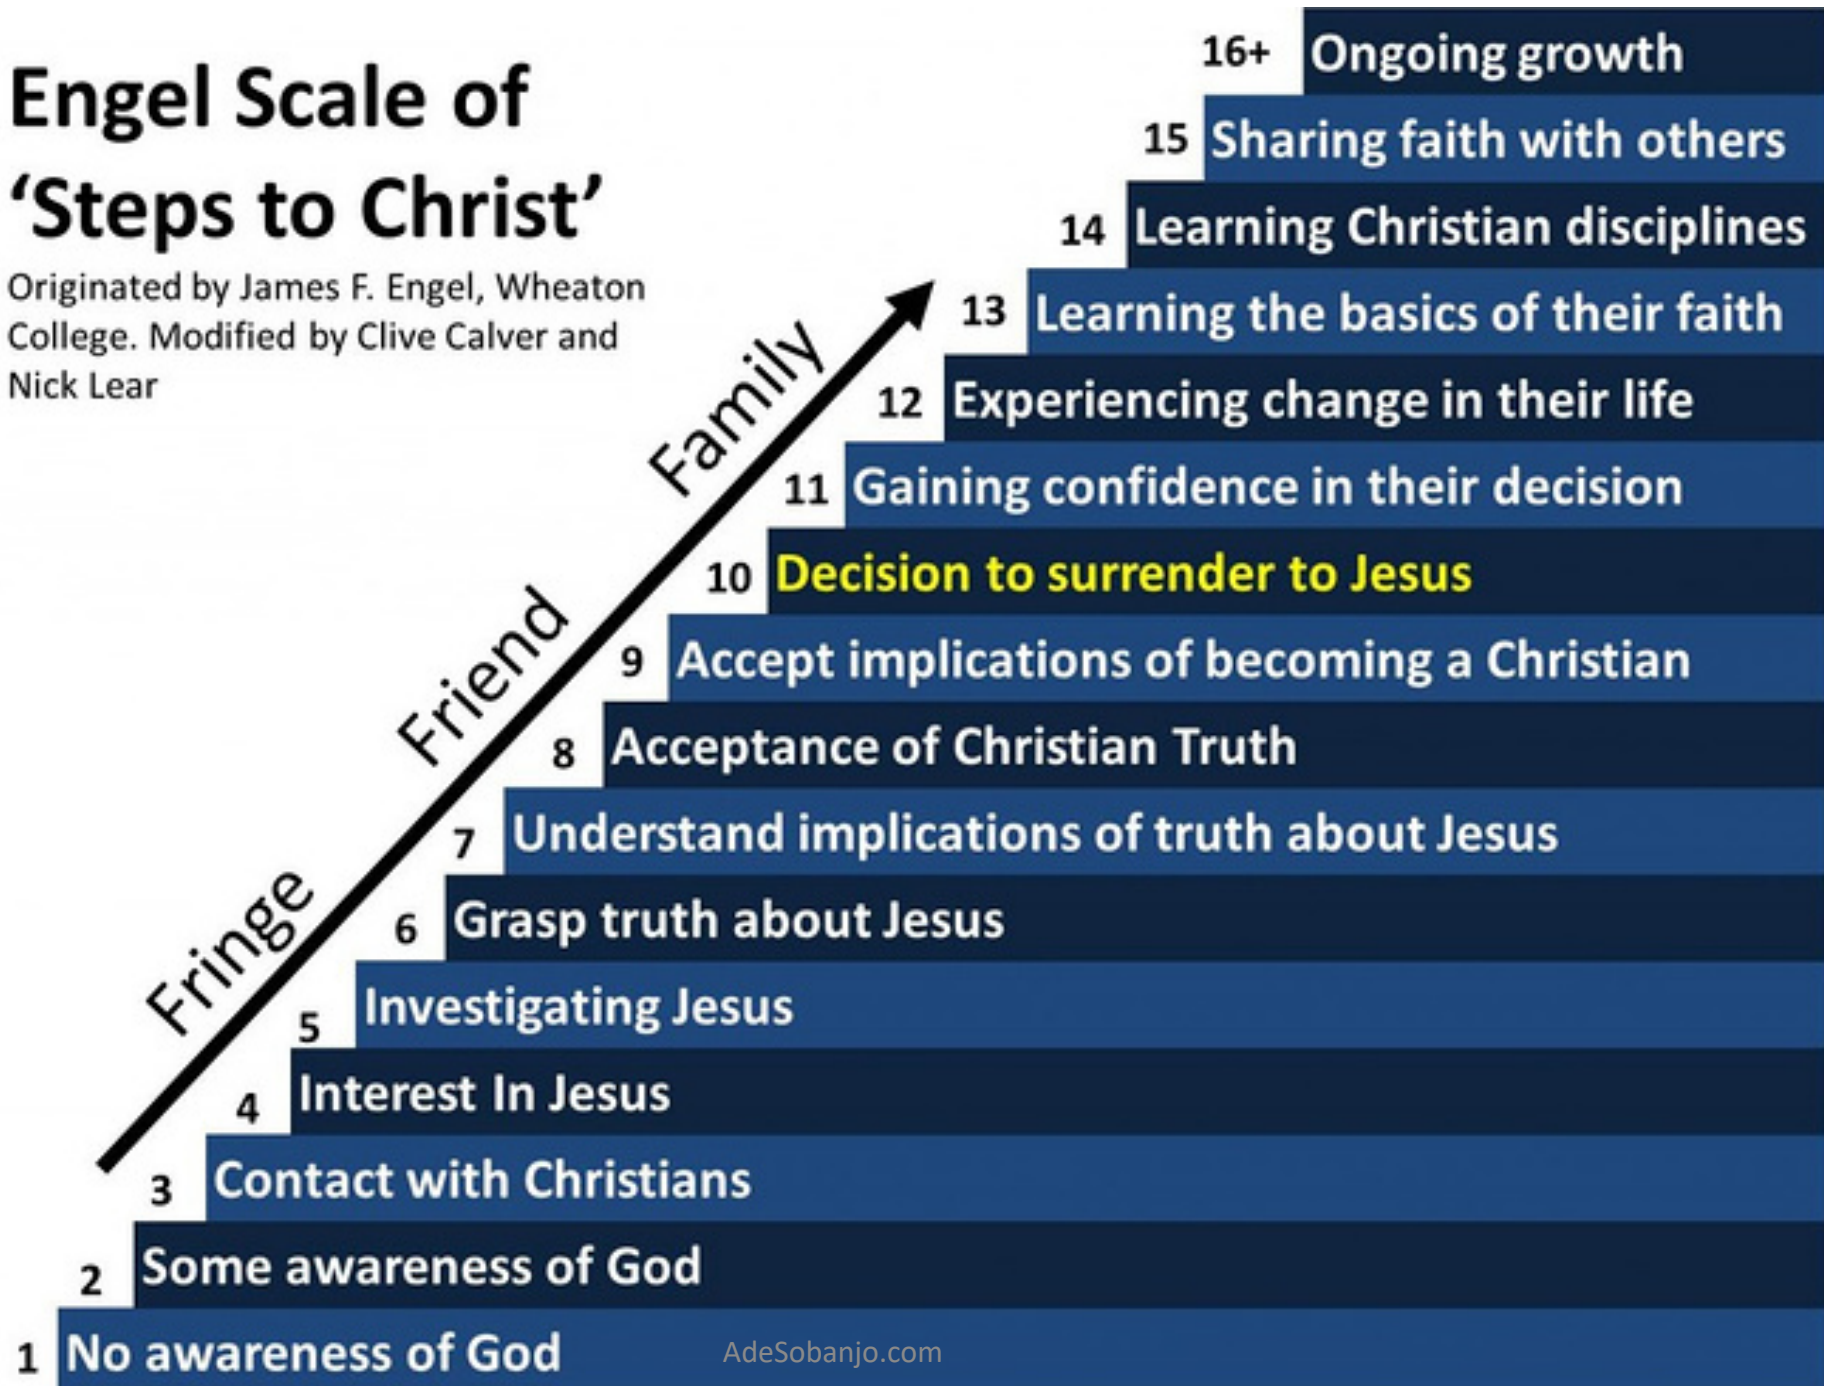 Engel Scale of
‘Steps to Christ’
Originated by James F. Engel, Wheaton
College. Modified by Clive Calver and
Nick Lear
Family
Friend
Fringe
16+ Ongoing growth
15 Sharing faith with others
14 Learning Christian disciplines
13 Learning the basics of their faith
12 Experiencing change in their life
11 Gaining confidence in their decision
10 Decision to surrender to Jesus
9 Accept implications of becoming a Christian
8 Acceptance of Christian Truth
7 Understand implications of truth about Jesus
6 Grasp truth about Jesus
5 Investigating Jesus
4 Interest In Jesus
3 Contact with Christians
2 Some awareness of God
1 No awareness of God
AdeSobanjo.com